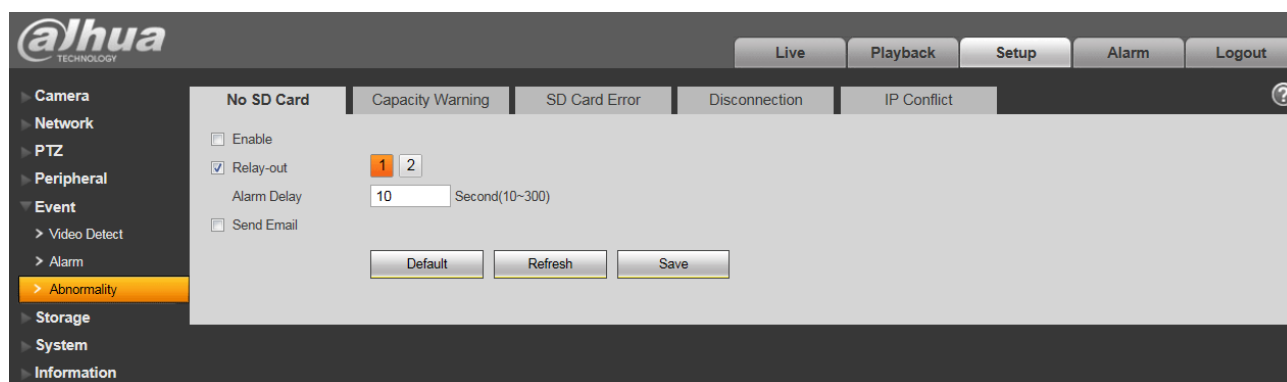 alhua
TECHNOLOGY
Live Playback Setup Alarm Logout
Camera
Network
PTZ
Peripheral
Event
> Video Detect
> Alarm
> Abnormality
Storage
System
Information
No SD Card Capacity Warning SD Card Error Disconnection IP Conflict
?
Enable
Relay-out 1 2
Alarm Delay 10 Second(10~300)
Send Email
Default Refresh Save